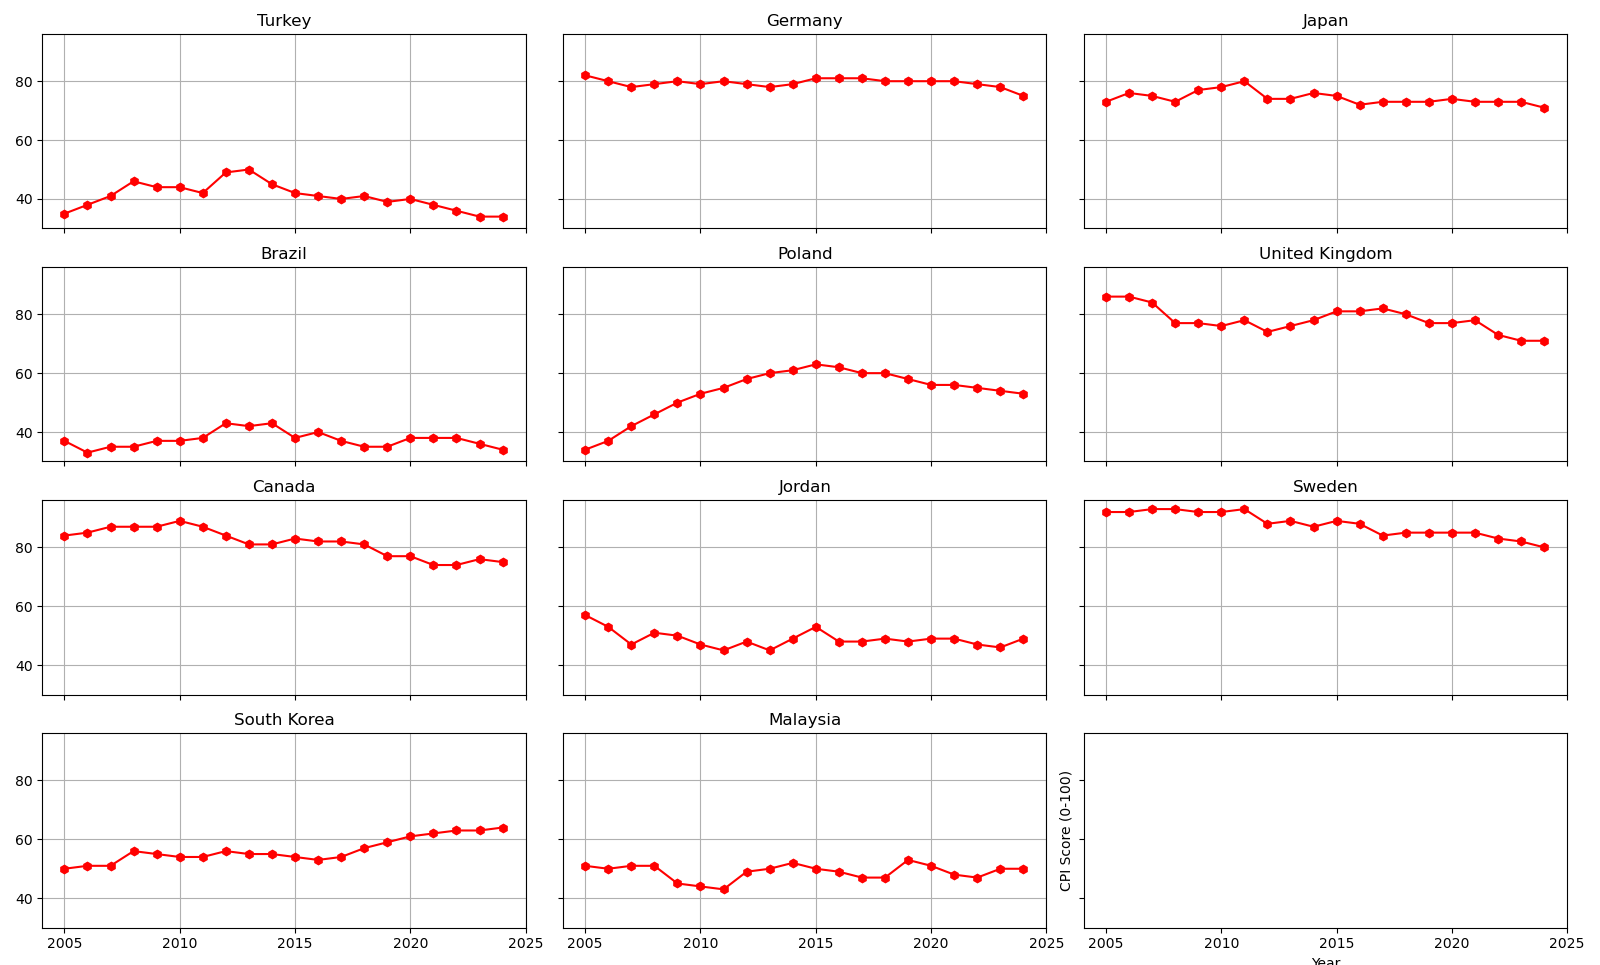 Turkey
Germany
Japan
80
60
40
Brazil
Poland
United Kingdom
80
60
40
Canada
Jordan
Sweden
80
60
40
South Korea
Malaysia
80
60
40
CPI Score (0-100)
2005 2010 2015 2020 2025
2005 2010 2015 2020 2025
2005 2010 2015 2020 2025
Year